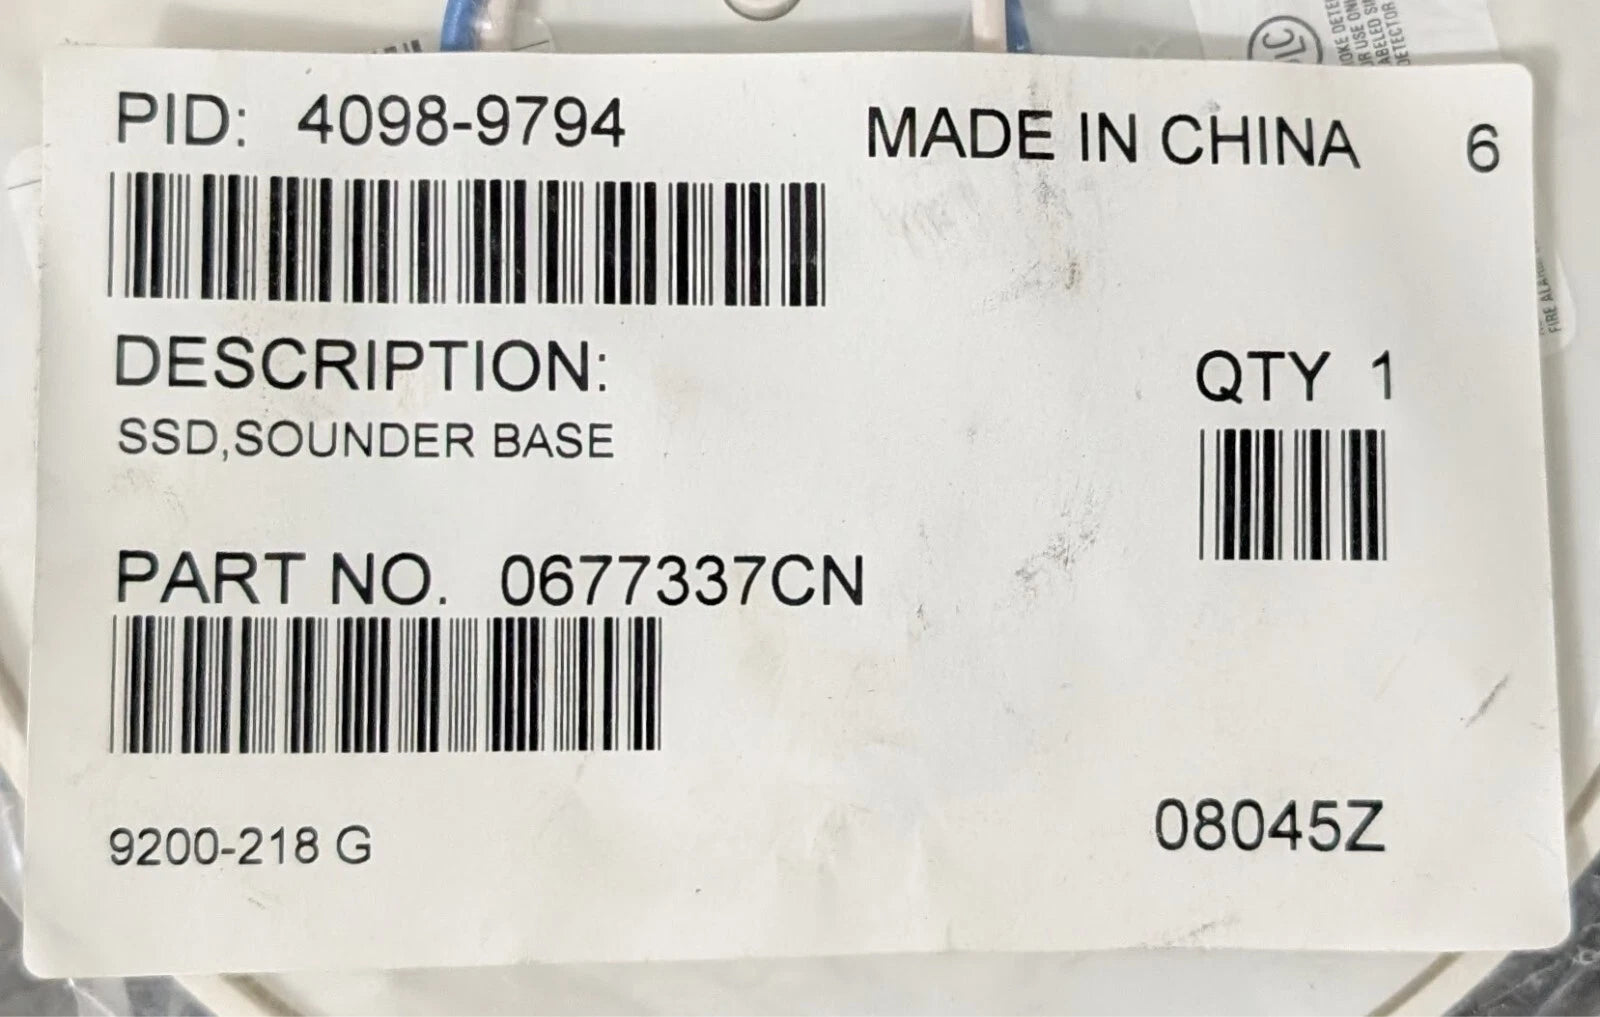 PID: 4098-9794
MADE IN CHINA 6
DESCRIPTION:
SSD,SOUNDER BASE
QTY 1
PART NO. 0677337CN
9200-218 G
08045Z